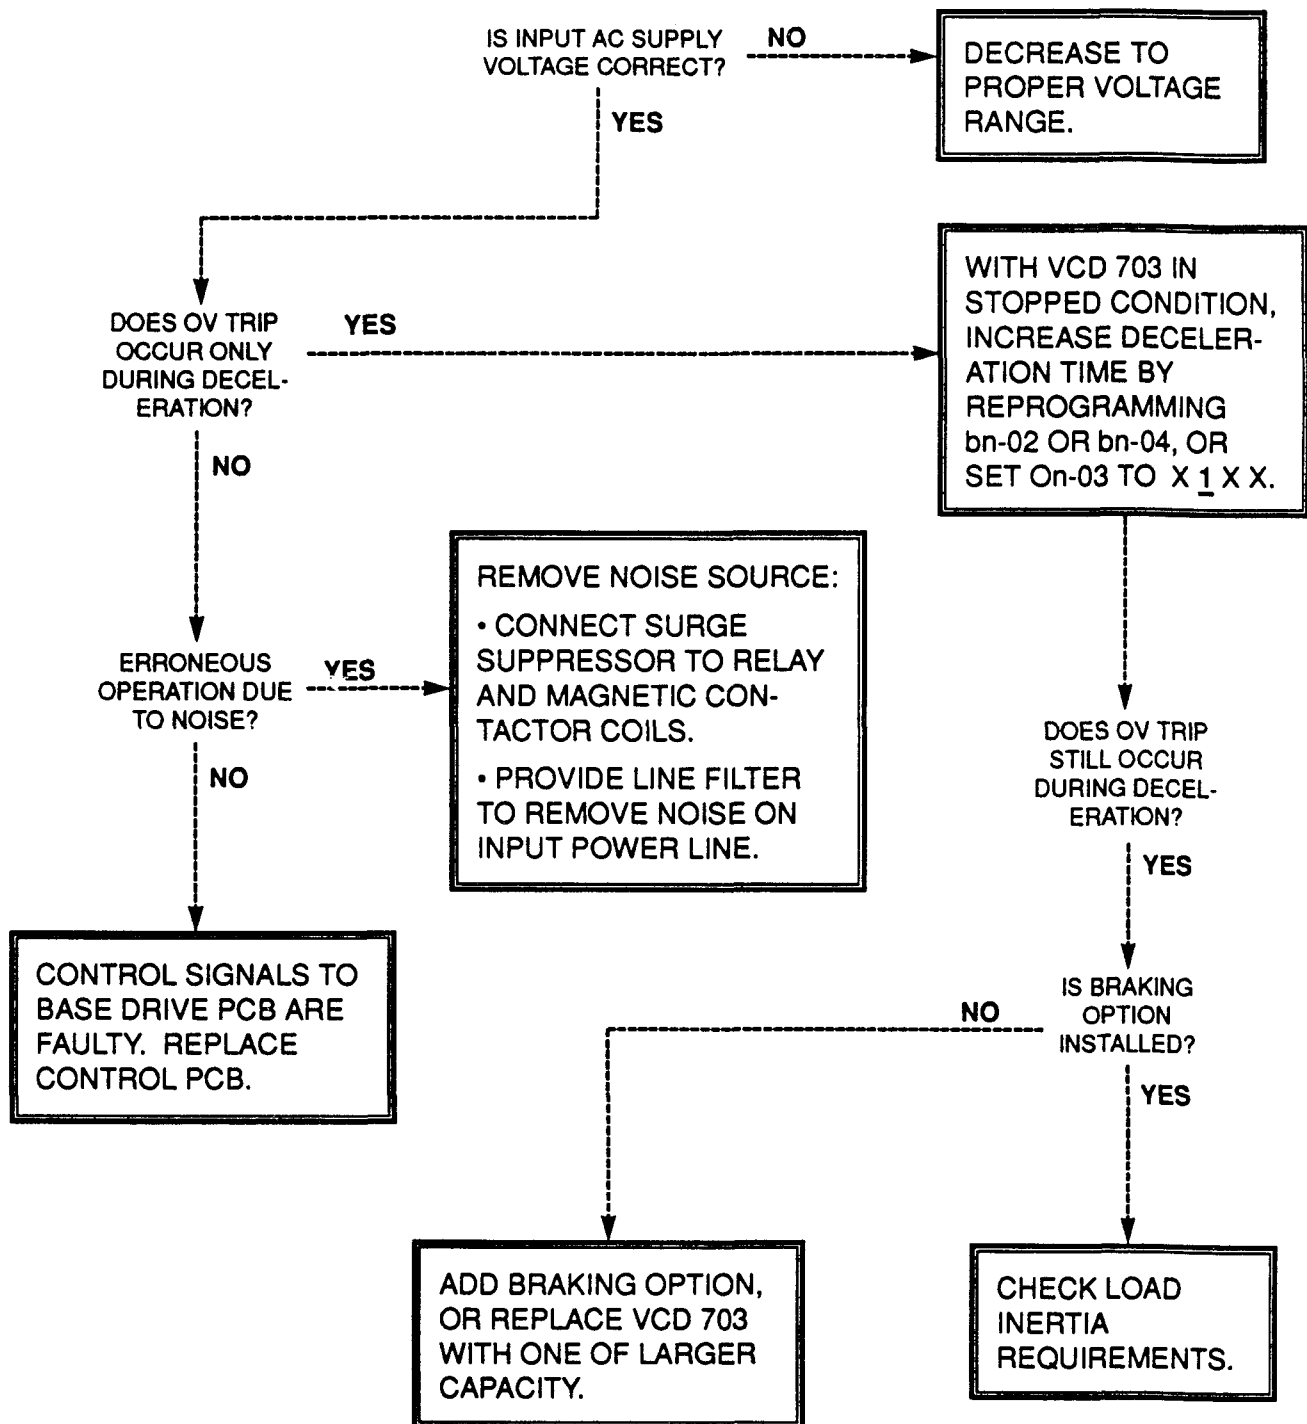 IS INPUT AC SUPPLY
VOLTAGE CORRECT?
NO
DECREASE TO
PROPER VOLTAGE
RANGE.
YES
DOES OV TRIP
OCCUR ONLY
DURING DECEL-
ERATION?
YES
WITH VCD 703 IN
STOPPED CONDITION,
INCREASE DECELER-
ATION TIME BY
REPROGRAMMING
bn-02 OR bn-04, OR
SET On-03 TO X 1 X X.
NO
ERRONEOUS
OPERATION DUE
TO NOISE?
YES
REMOVE NOISE SOURCE:
• CONNECT SURGE
SUPPRESSOR TO RELAY
AND MAGNETIC CON-
TACTOR COILS.
• PROVIDE LINE FILTER
TO REMOVE NOISE ON
INPUT POWER LINE.
NO
CONTROL SIGNALS TO
BASE DRIVE PCB ARE
FAULTY. REPLACE
CONTROL PCB.
DOES OV TRIP
STILL OCCUR
DURING DECEL-
ERATION?
YES
IS BRAKING
OPTION
INSTALLED?
NO
YES
ADD BRAKING OPTION,
OR REPLACE VCD 703
WITH ONE OF LARGER
CAPACITY.
CHECK LOAD
INERTIA
REQUIREMENTS.